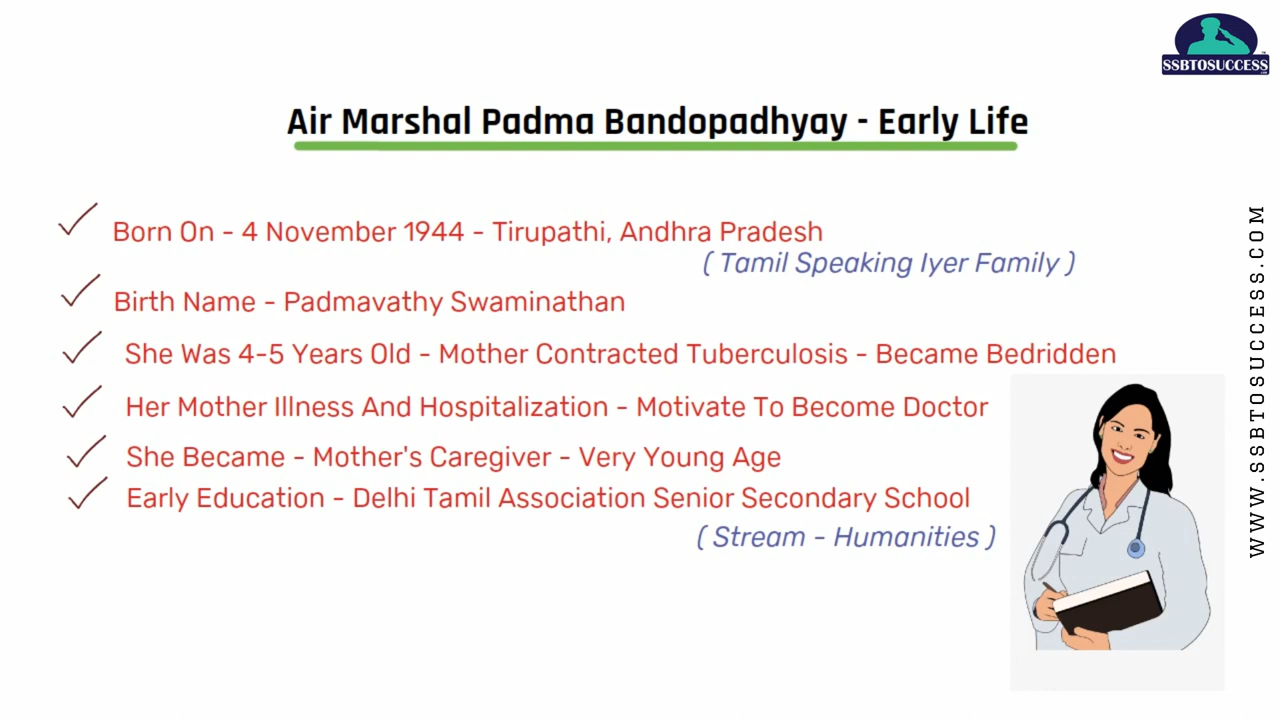 SSBTOSUCCESS
Air Marshal Padma Bandopadhyay - Early Life
Born On - 4 November 1944 - Tirupathi, Andhra Pradesh
( Tamil Speaking Iyer Family )
Birth Name - Padmavathy Swaminathan
She Was 4-5 Years Old - Mother Contracted Tuberculosis - Became Bedridden
Her Mother Illness And Hospitalization - Motivate To Become Doctor
She Became - Mother's Caregiver - Very Young Age
Early Education - Delhi Tamil Association Senior Secondary School
( Stream - Humanities )
WWW.SSBTOSUCCESS.COM